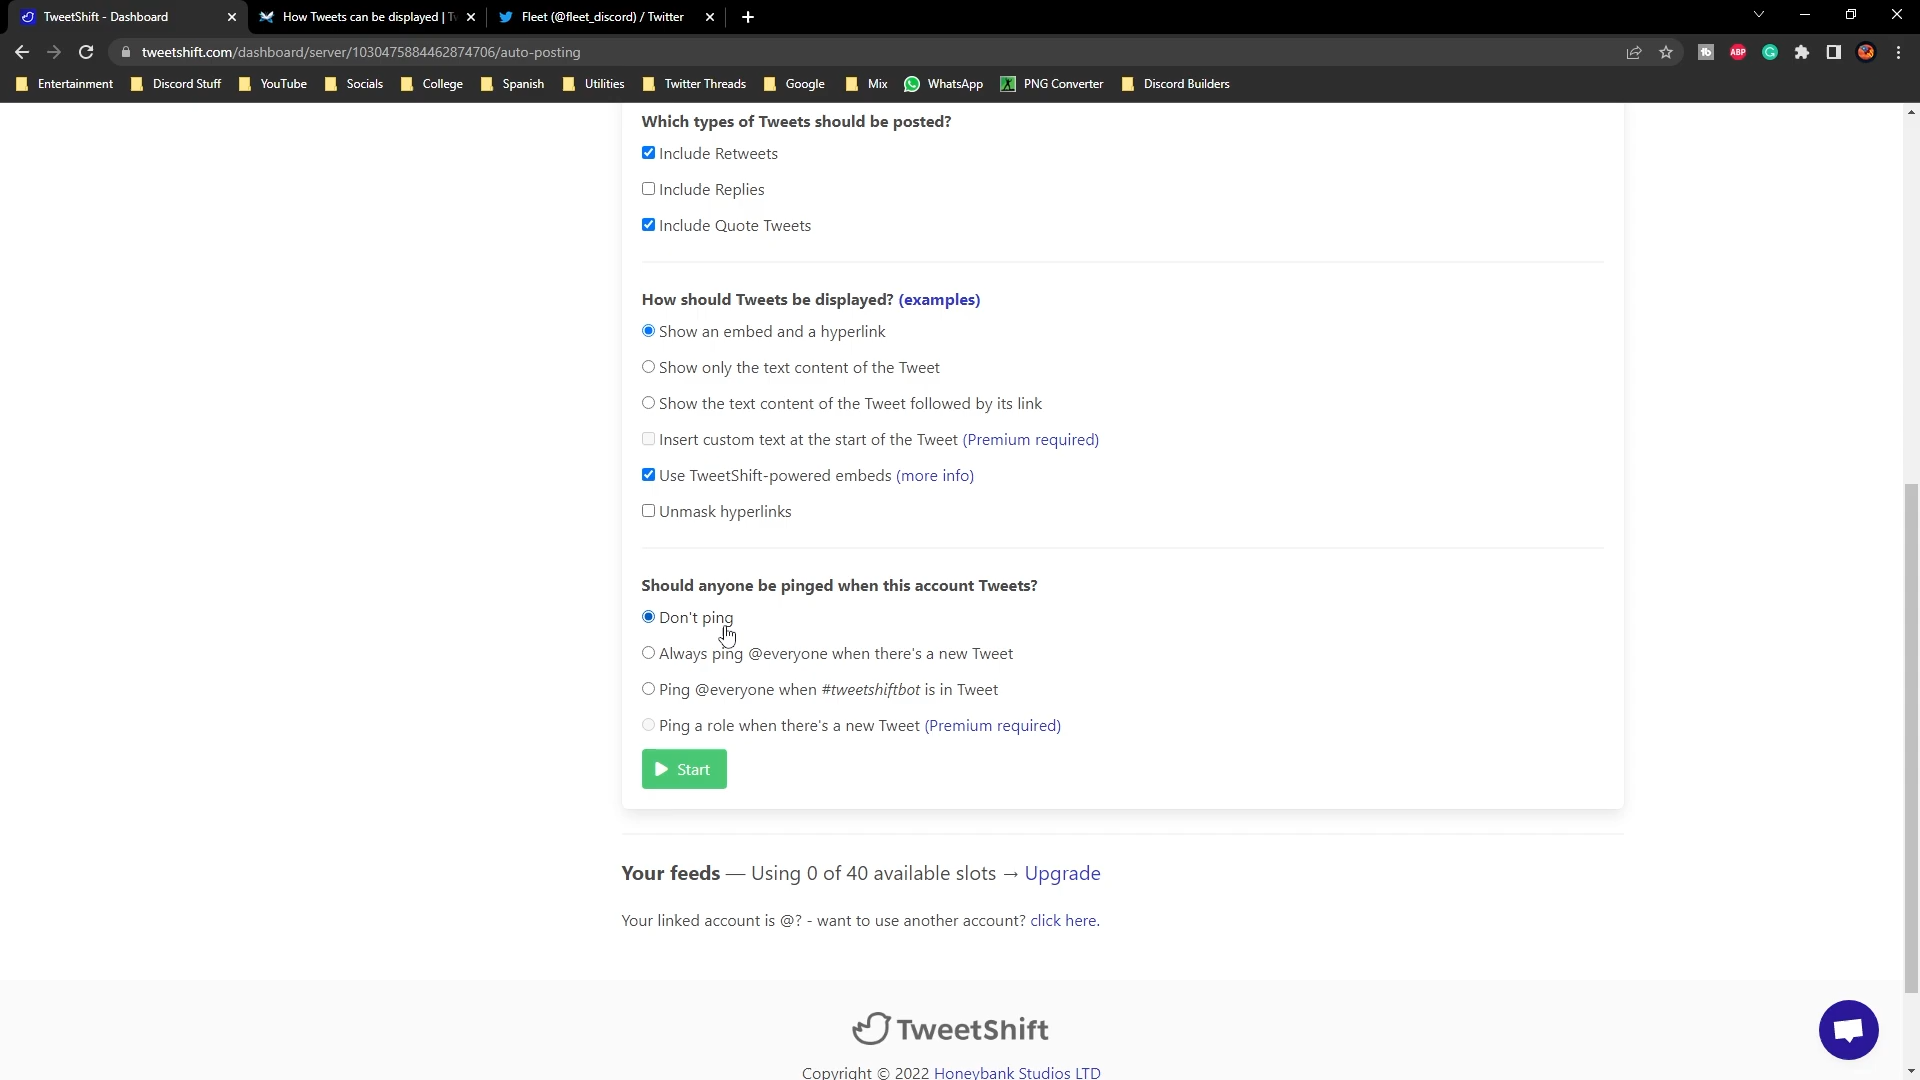 TweetShift - Dashboard
How Tweets can be displayed | Tw
Fleet (@fleet_discord) / Twitter
tweetshift.com/dashboard/server/1030475884462874706/auto-posting
ABP
Entertainment
Discord Stuff
YouTube
Socials
College
Spanish
Utilities
Twitter Threads
Google
Mix
WhatsApp
PNG Converter
Discord Builders
Which types of Tweets should be posted?
Include Retweets
Include Replies
Include Quote Tweets
How should Tweets be displayed? (examples)
Show an embed and a hyperlink
Show only the text content of the Tweet
Show the text content of the Tweet followed by its link
Insert custom text at the start of the Tweet (Premium required)
Use TweetShift-powered embeds (more info)
Unmask hyperlinks
Should anyone be pinged when this account Tweets?
Don't ping
Always ping @everyone when there's a new Tweet
Ping @everyone when #tweetshiftbot is in Tweet
Ping a role when there's a new Tweet (Premium required)
Start
Your feeds — Using 0 of 40 available slots → Upgrade
Your linked account is @? - want to use another account? click here.
TweetShift
Copyright © 2022 Honeybank Studios LTD